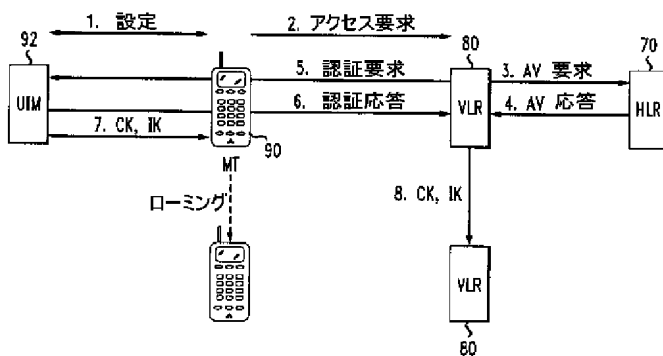 92
1. 設定
2. アクセス要求
80
70
5. 認証要求
3. AV 要求
UIM
6. 認証応答
VLR
4. AV 応答
HLR
7. CK, IK
90
MT
ローミング
8. CK, IK
VLR
80